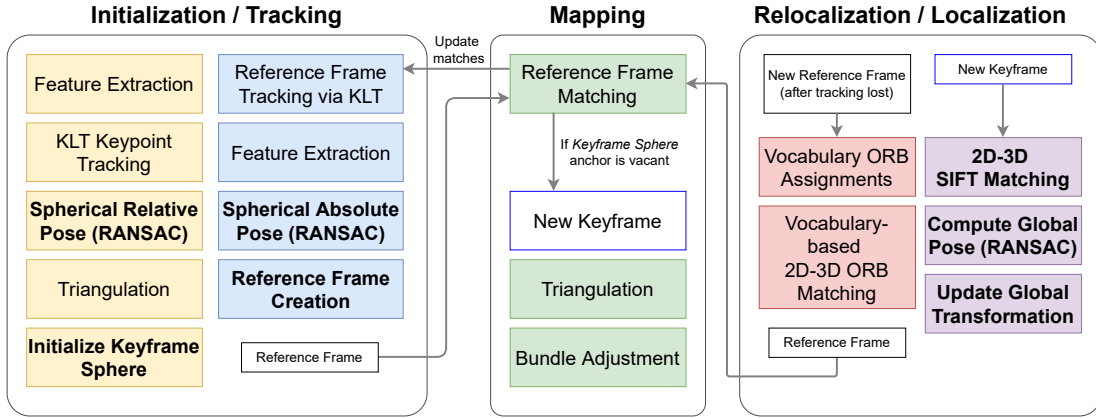 Initialization / Tracking
Feature Extraction
KLT Keypoint
Tracking
Spherical Relative
Pose (RANSAC)
Triangulation
Initialize Keyframe
Sphere
Reference Frame
Tracking via KLT
Feature Extraction
Spherical Absolute
Pose (RANSAC)
Reference Frame
Creation
Reference Frame
Update
matches
Mapping
Reference Frame
Matching
If Keyframe Sphere
anchor is vacant
New Keyframe
Triangulation
Bundle Adjustment
Relocalization / Localization
New Reference Frame
(after tracking lost)
Vocabulary ORB
Assignments
Vocabulary-
based
2D-3D ORB
Matching
Reference Frame
New Keyframe
2D-3D
SIFT Matching
Compute Global
Pose (RANSAC)
Update Global
Transformation